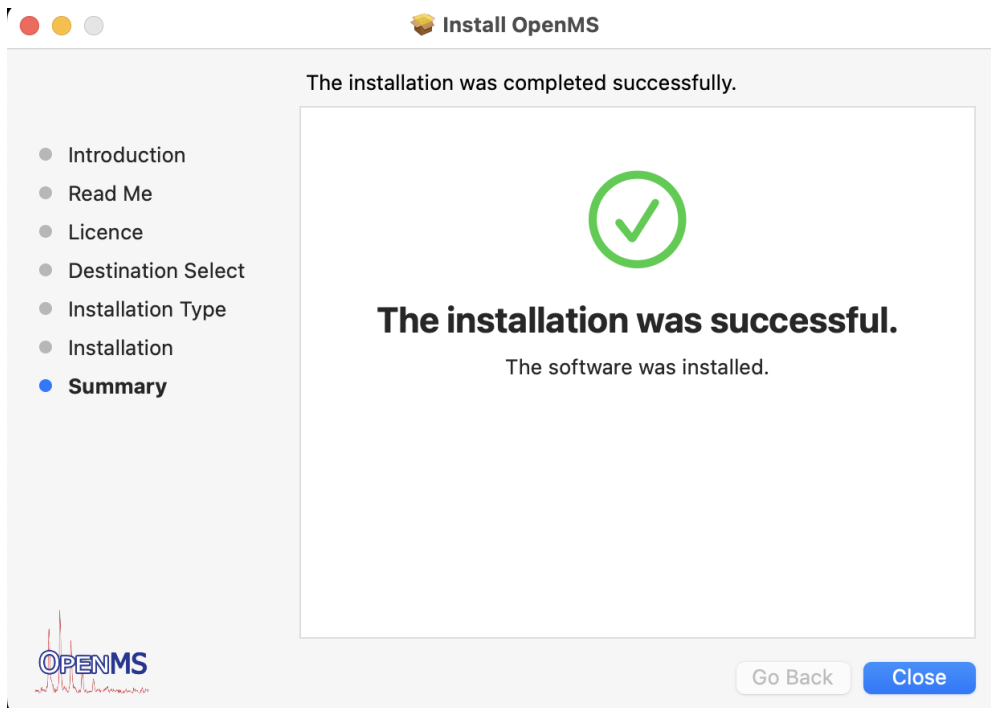 Install OpenMS
The installation was completed successfully.
Introduction
Read Me
Licence
Destination Select
Installation Type
Installation
Summary
The installation was successful.
The software was installed.
OPENMS
Go Back
Close